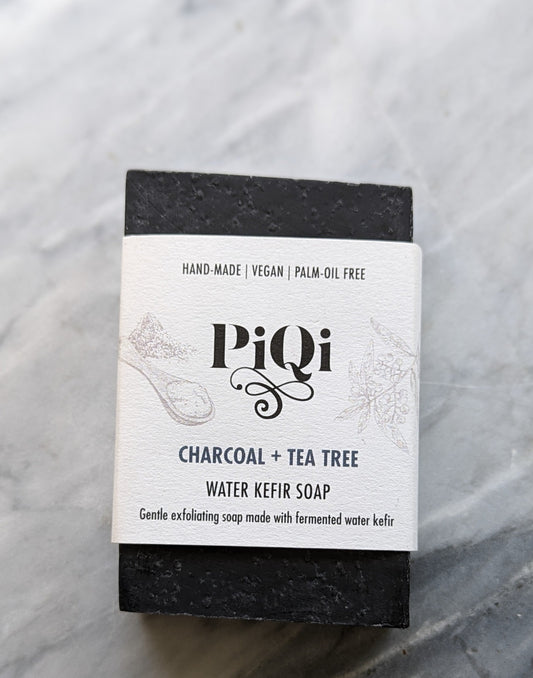 HAND-MADE | VEGAN | PALM-OIL FREE
PiQi
CHARCOAL + TEA TREE
WATER KEFIR SOAP
Gentle exfoliating soap made with fermented water kefir